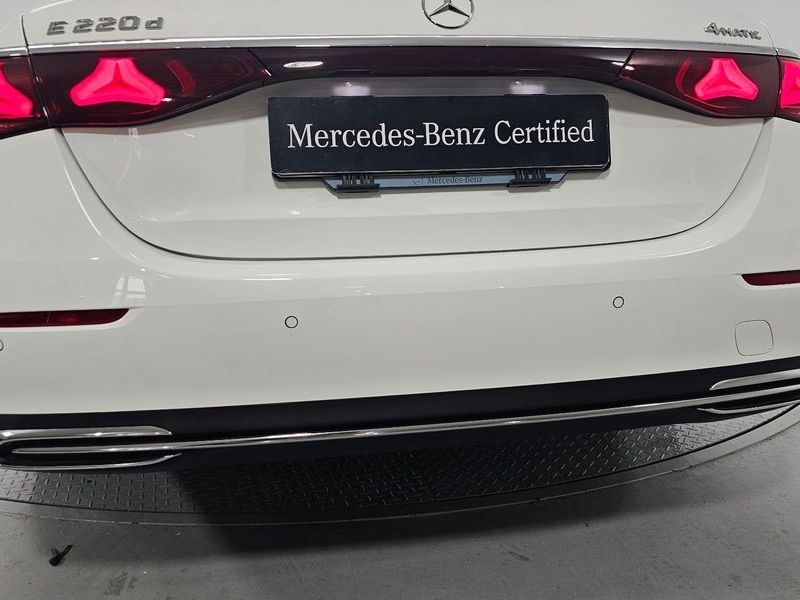 E 220 d
4MATIC
Mercedes-Benz Certified
Mercedes-Benz